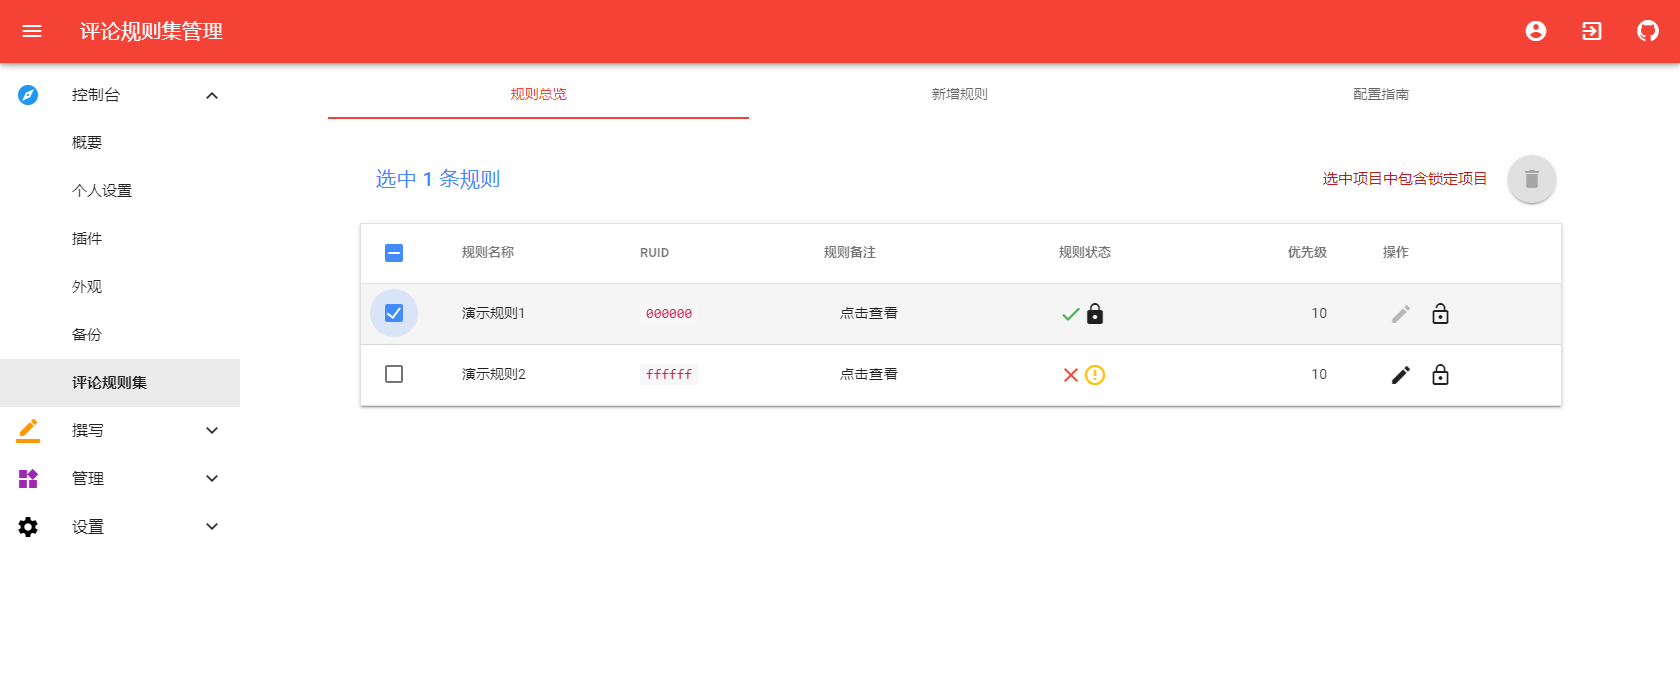 评论规则集管理
控制台
概要
个人设置
插件
外观
备份
评论规则集
撰写
管理
设置
规则总览 新增规则 配置指南
选中 1 条规则 选中项目中包含锁定项目
规则名称 RUID 规则备注 规则状态 优先级 操作
演示规则1 000000 点击查看 10
演示规则2 ffffff 点击查看 10